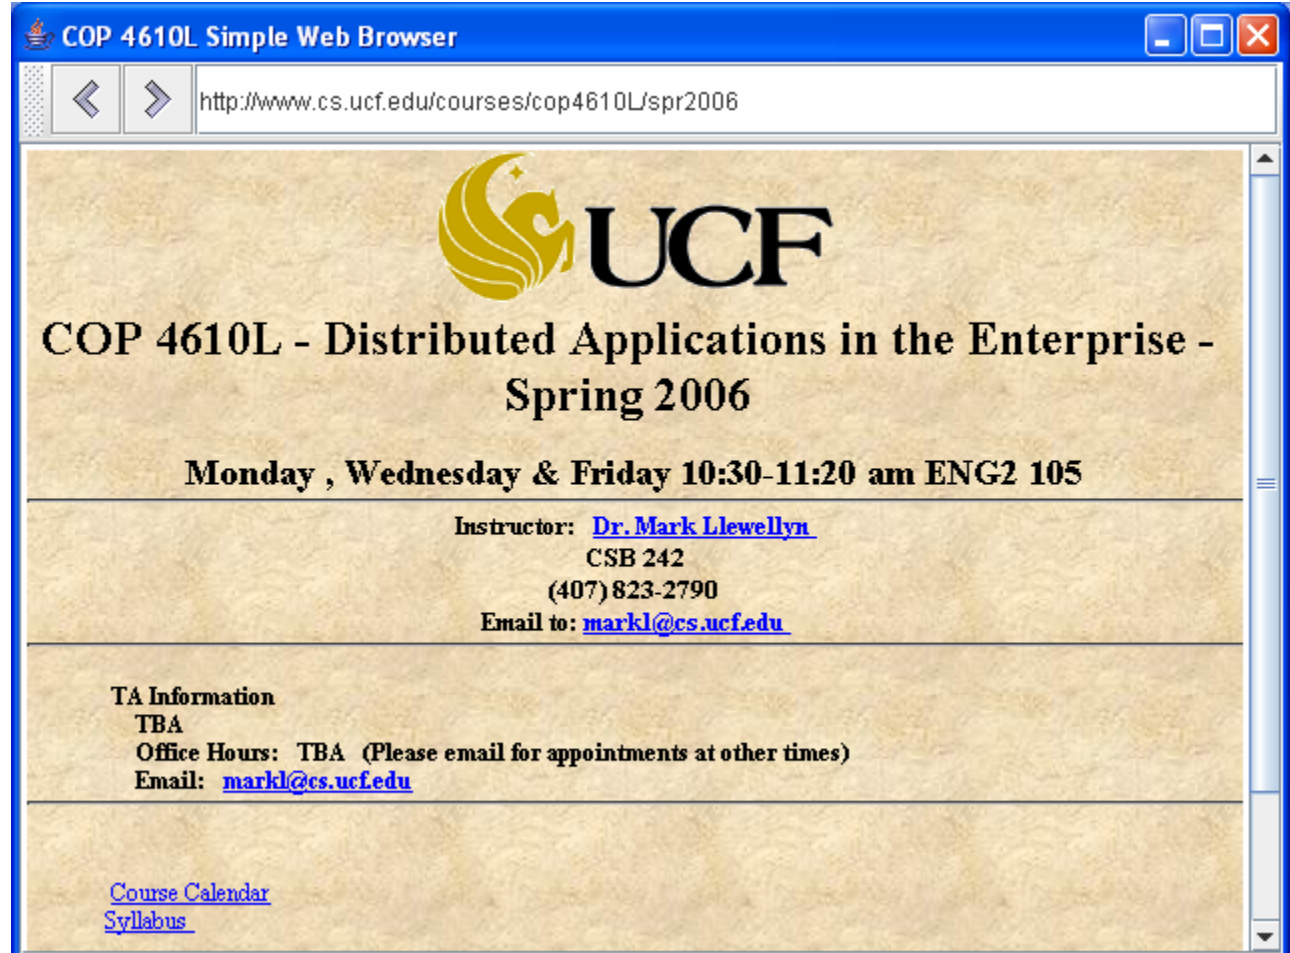 COP 4610L Simple Web Browser
http://www.cs.ucf.edu/courses/cop4610L/spr2006
UCF
COP 4610L - Distributed Applications in the Enterprise -
Spring 2006
Monday , Wednesday & Friday 10:30-11:20 am ENG2 105
Instructor: Dr. Mark Llewellyn
CSB 242
(407) 823-2790
Email to: markl@cs.ucf.edu
TA Information
TBA
Office Hours: TBA (Please email for appointments at other times)
Email: markl@cs.ucf.edu
Course Calendar
Syllabus